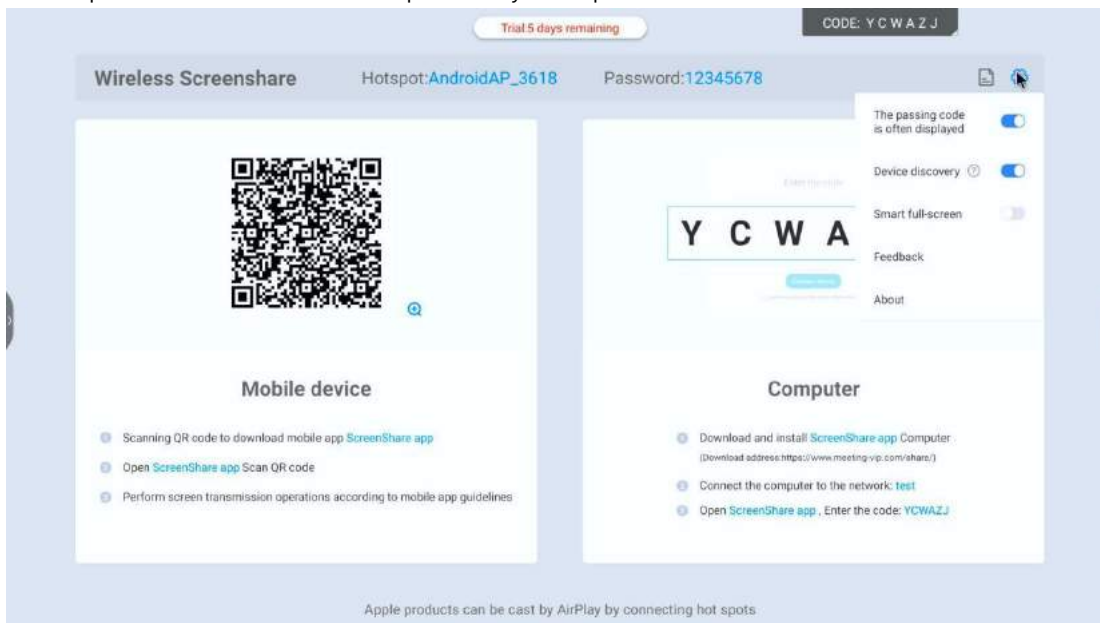 Trial:5 days remaining
CODE: Y C W A Z J
Wireless Screenshare
Hotspot:AndroidAP_3618
Password:12345678
The passing code
is often displayed
Device discovery
Smart full-screen
Feedback
About
Y C W A
Mobile device
Scanning QR code to download mobile app ScreenShare app
Open ScreenShare app Scan QR code
Perform screen transmission operations according to mobile app guidelines
Computer
Download and install ScreenShare app Computer
(Download address:https://www.meeting-vip.com/share/)
Connect the computer to the network: test
Open ScreenShare app , Enter the code: YCWAZJ
Apple products can be cast by AirPlay by connecting hot spots